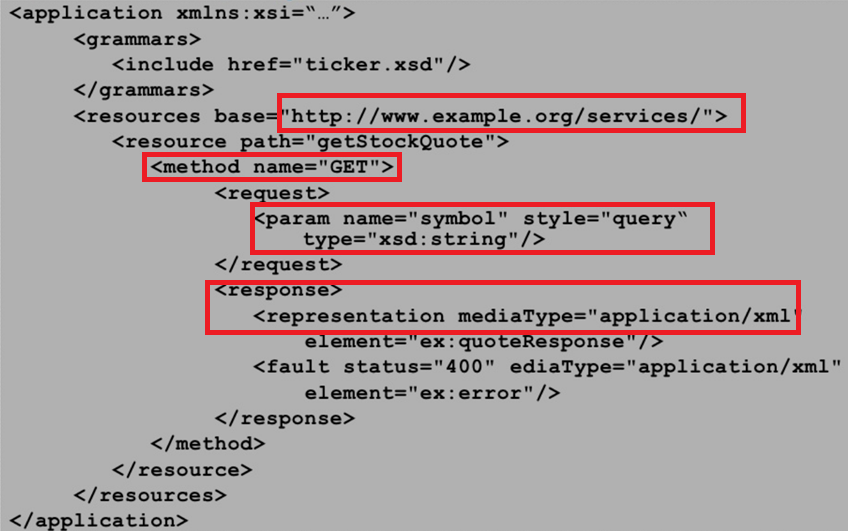 <application xmlns:xsi=“…”>
<grammars>
<include href="ticker.xsd"/>
</grammars>
<resources base="http://www.example.org/services/">
<resource path="getStockQuote">
<method name="GET">
<request>
<param name="symbol" style="query“
type="xsd:string"/>
</request>
<response>
<representation mediaType="application/xml"
element="ex:quoteResponse"/>
<fault status="400" ediaType="application/xml"
element="ex:error"/>
</response>
</method>
</resource>
</resources>
</application>